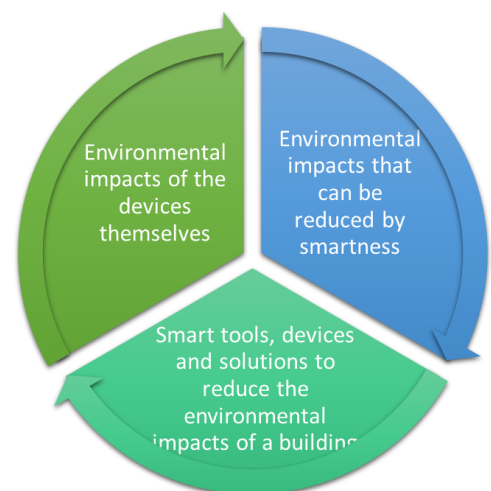 Environmental
impacts of the
devices
themselves
Environmental
impacts that
can be
reduced by
smartness
Smart tools, devices
and solutions to
reduce the
environmental
impacts of a building